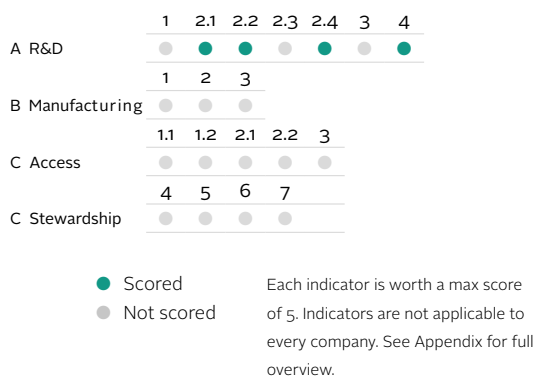 1 2.1 2.2 2.3 2.4 3 4
A R&D
1 2 3
B Manufacturing
1.1 1.2 2.1 2.2 3
C Access
4 5 6 7
C Stewardship
Scored
Not scored
Each indicator is worth a max score
of 5. Indicators are not applicable to
every company. See Appendix for full
overview.